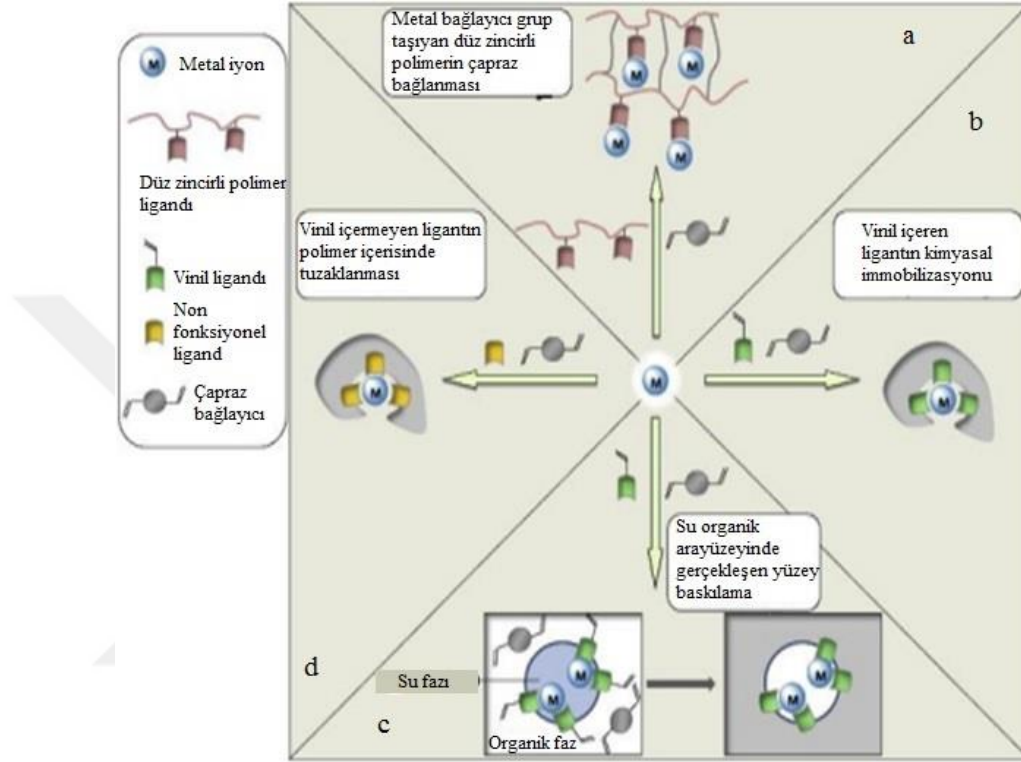 M
Metal iyon
Düz zincirli polimer
ligandı
Vinil ligandı
Non
fonksiyonel
ligand
Çapraz
bağlayıcı
Metal bağlayıcı grup
taşıyan düz zincirli
polimerin çapraz
bağlanması
M
M
M
M
a
b
Vinil içermeyen ligantın
polimer içerisinde
tuzaklanması
Vinil içeren
ligantın kimyasal
immobilizasyonu
M
M
M
Su organik
arayüzeyinde
gerçekleşen yüzey
baskılama
d
Su fazı
c
M
M
Organik faz
M
M